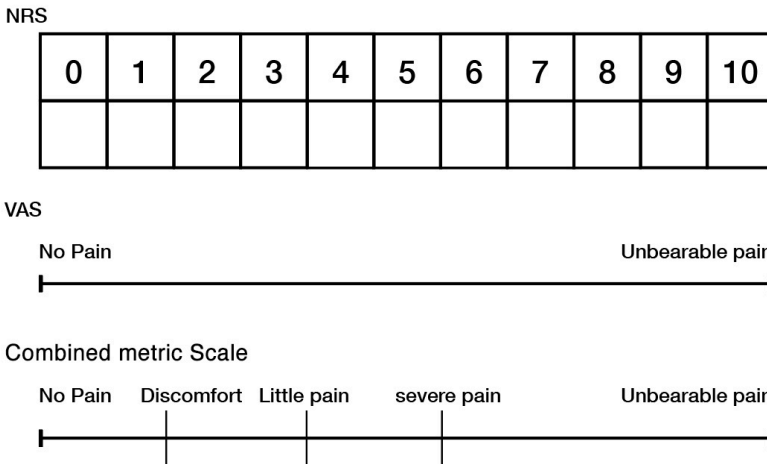 NRS
0 1 2 3 4 5 6 7 8 9 10
VAS
No Pain Unbearable pain
Combined metric Scale
No Pain Discomfort Little pain severe pain Unbearable pain